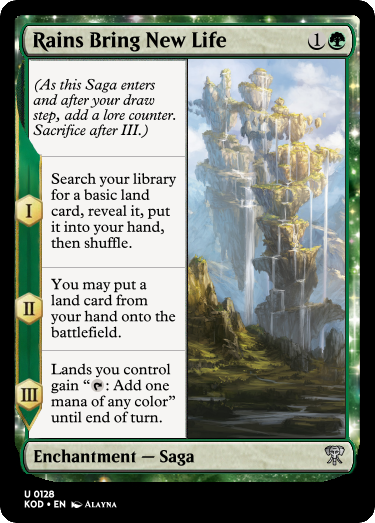 Rains Bring New Life 1
(As this Saga enters
and after your draw
step, add a lore counter.
Sacrifice after III.)
I
Search your library
for a basic land
card, reveal it, put
it into your hand,
then shuffle.
II
You may put a
land card from
your hand onto the
battlefield.
III
Lands you control
gain “: Add one
mana of any color”
until end of turn.
Enchantment — Saga
U 0128
KOD • EN Alayna